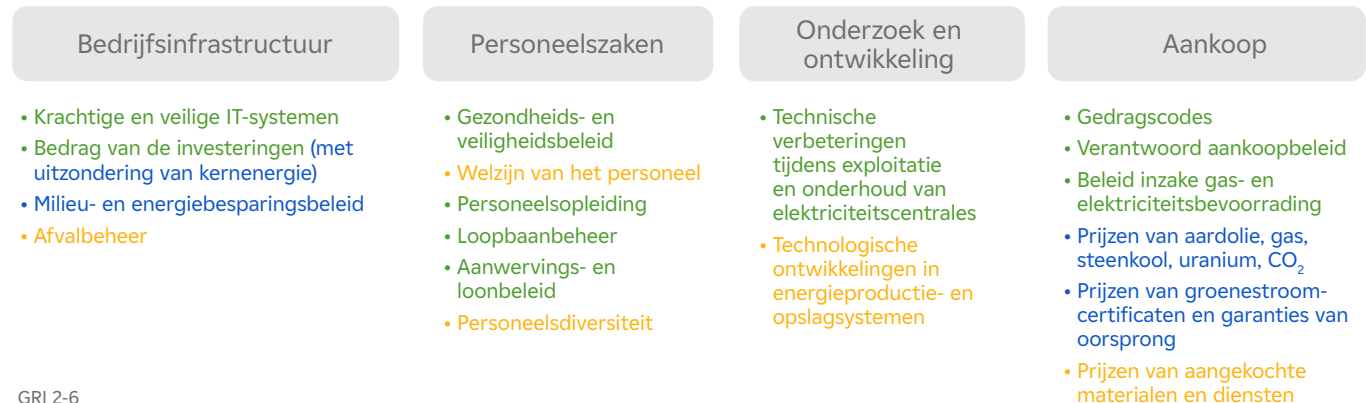 Bedrijfsinfrastructuur
• Krachtige en veilige IT-systemen
• Bedrag van de investeringen (met
uitzondering van kernenergie)
• Milieu- en energiebesparingsbeleid
• Afvalbeheer
Personeelszaken
• Gezondheids- en
veiligheidsbeleid
• Welzijn van het personeel
• Personeelsopleiding
• Loopbaanbeheer
• Aanwervings- en
loonbeleid
• Personeelsdiversiteit
Onderzoek en
ontwikkeling
• Technische
verbeteringen
tijdens exploitatie
en onderhoud van
elektriciteitscentrales
• Technologische
ontwikkelingen in
energieproductie- en
opslagsystemen
Aankoop
• Gedragscodes
• Verantwoord aankoopbeleid
• Beleid inzake gas- en
elektriciteitsbevoorrading
• Prijzen van aardolie, gas,
steenkool, uranium, CO₂
• Prijzen van groenestroom-
certificaten en garanties van
oorsprong
• Prijzen van aangekochte
materialen en diensten
GRI 2-6